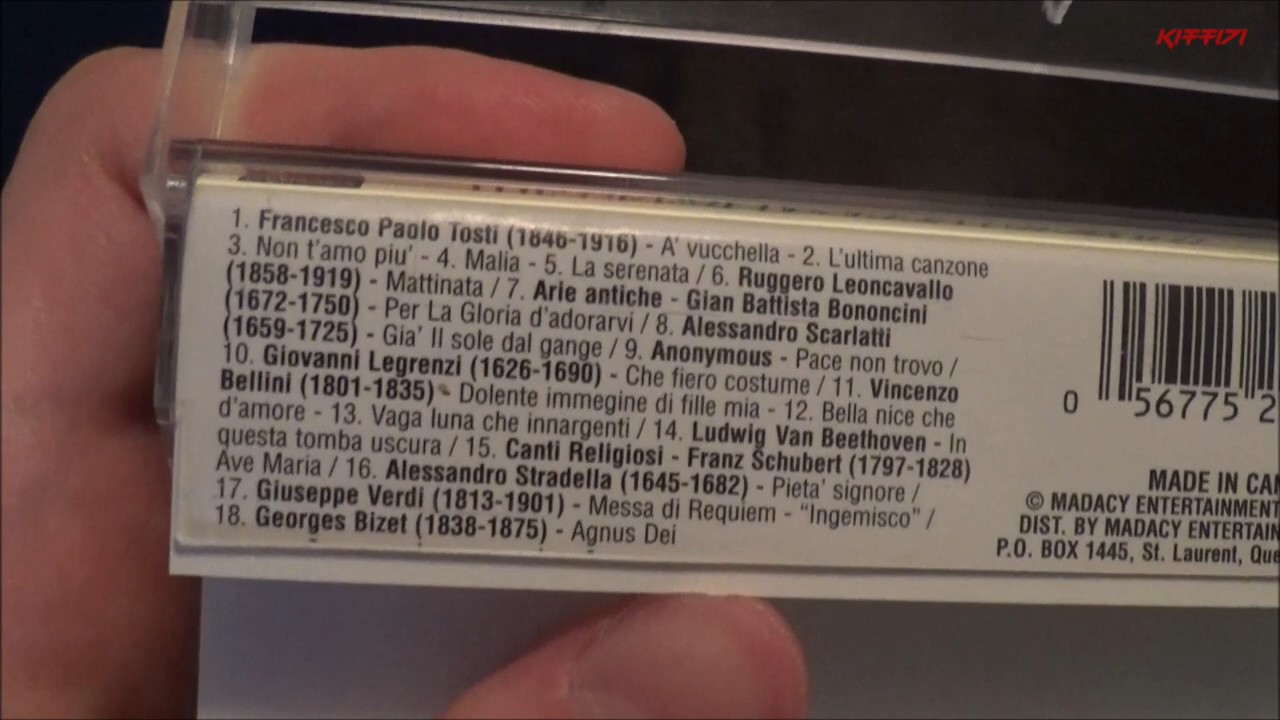 KITTI71
1. Francesco Paolo Tosti (1846-1916) - A' vucchella - 2. L'ultima canzone
3. Non t'amo piu' - 4. Malia - 5. La serenata / 6. Ruggero Leoncavallo
(1858-1919) - Mattinata / 7. Arie antiche - Gian Battista Bononcini
(1672-1750) - Per La Gloria d'adorarvi / 8. Alessandro Scarlatti
(1659-1725) - Gia' Il sole dal gange / 9. Anonymous - Pace non trovo /
10. Giovanni Legrenzi (1626-1690) - Che fiero costume / 11. Vincenzo
Bellini (1801-1835) - Dolente immegine di fille mia - 12. Bella nice che
d'amore - 13. Vaga luna che innargenti / 14. Ludwig Van Beethoven - In
questa tomba uscura / 15. Canti Religiosi - Franz Schubert (1797-1828)
Ave Maria / 16. Alessandro Stradella (1645-1682) - Pieta' signore /
17. Giuseppe Verdi (1813-1901) - Messa di Requiem - "Ingemisco" /
18. Georges Bizet (1838-1875) - Agnus Dei
0 56775 2
MADE IN CAN
© MADACY ENTERTAINMENT
DIST. BY MADACY ENTERTAIN
P.O. BOX 1445, St. Laurent, Que